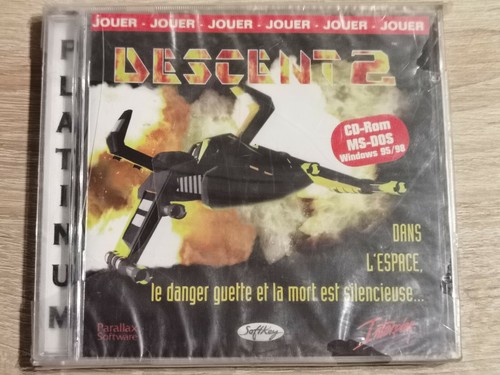 JOUER - JOUER - JOUER - JOUER - JOUER - JOUER
PLATINUM
DESCENT 2
CD-Rom
MS-DOS
Windows 95/98
DANS
L'ESPACE,
le danger guette et la mort est silencieuse...
Parallax
Software
SoftKey
Interplay